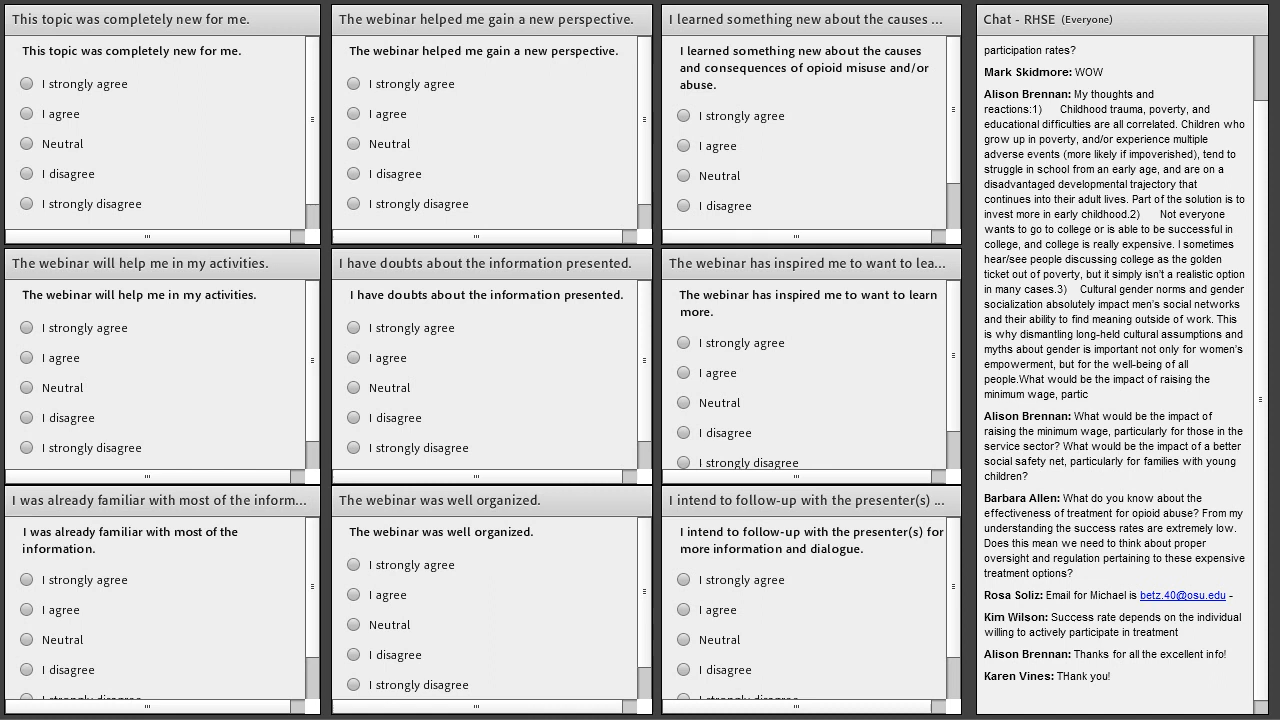 This topic was completely new for me.
This topic was completely new for me.
I strongly agree
I agree
Neutral
I disagree
I strongly disagree
The webinar helped me gain a new perspective.
The webinar helped me gain a new perspective.
I strongly agree
I agree
Neutral
I disagree
I strongly disagree
I learned something new about the causes ...
I learned something new about the causes
and consequences of opioid misuse and/or
abuse.
I strongly agree
I agree
Neutral
I disagree
The webinar will help me in my activities.
The webinar will help me in my activities.
I strongly agree
I agree
Neutral
I disagree
I strongly disagree
I have doubts about the information presented.
I have doubts about the information presented.
I strongly agree
I agree
Neutral
I disagree
I strongly disagree
The webinar has inspired me to want to lea...
The webinar has inspired me to want to learn
more.
I strongly agree
I agree
Neutral
I disagree
I strongly disagree
I was already familiar with most of the inform...
I was already familiar with most of the
information.
I strongly agree
I agree
Neutral
I disagree
I strongly disagree
The webinar was well organized.
The webinar was well organized.
I strongly agree
I agree
Neutral
I disagree
I strongly disagree
I intend to follow-up with the presenter(s) ...
I intend to follow-up with the presenter(s) for
more information and dialogue.
I strongly agree
I agree
Neutral
I disagree
I strongly disagree
Chat - RHSE (Everyone)
participation rates?
Mark Skidmore: WOW
Alison Brennan: My thoughts and
reactions:1) Childhood trauma, poverty, and
educational difficulties are all correlated. Children who
grow up in poverty, and/or experience multiple
adverse events (more likely if impoverished), tend to
struggle in school from an early age, and are on a
disadvantaged developmental trajectory that
continues into their adult lives. Part of the solution is to
invest more in early childhood.2) Not everyone
wants to go to college or is able to be successful in
college, and college is really expensive. I sometimes
hear/see people discussing college as the golden
ticket out of poverty, but it simply isn't a realistic option
in many cases.3) Cultural gender norms and gender
socialization absolutely impact men's social networks
and their ability to find meaning outside of work. This
is why dismantling long-held cultural assumptions and
myths about gender is important not only for women's
empowerment, but for the well-being of all
people.What would be the impact of raising the
minimum wage, partic
Alison Brennan: What would be the impact of
raising the minimum wage, particularly for those in the
service sector? What would be the impact of a better
social safety net, particularly for families with young
children?
Barbara Allen: What do you know about the
effectiveness of treatment for opioid abuse? From my
understanding the success rates are extremely low.
Does this mean we need to think about proper
oversight and regulation pertaining to these expensive
treatment options?
Rosa Soliz: Email for Michael is betz.40@osu.edu -
Kim Wilson: Success rate depends on the individual
willing to actively participate in treatment
Alison Brennan: Thanks for all the excellent info!
Karen Vines: THank you!